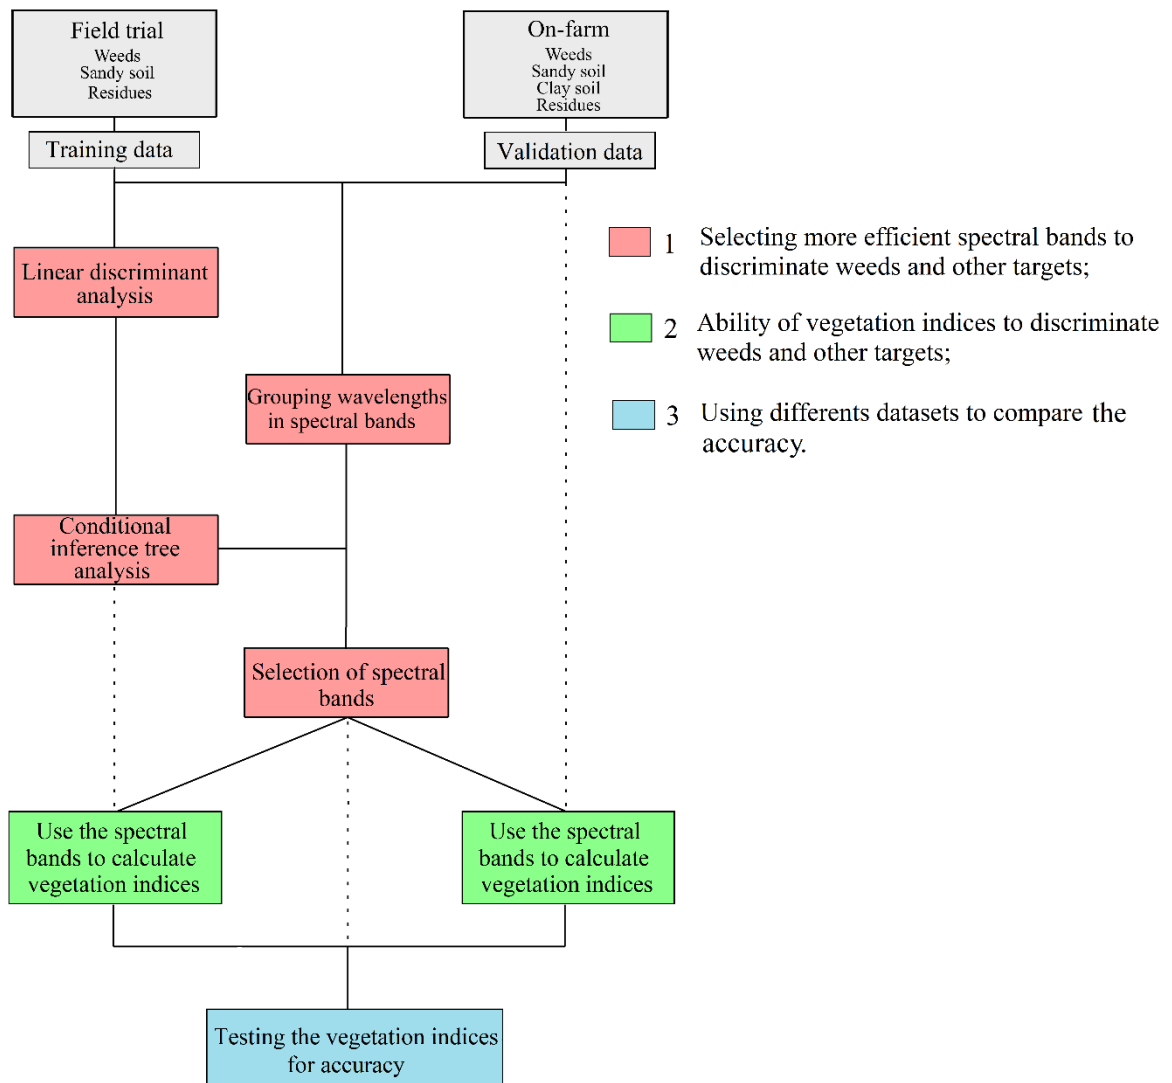 Field trial
Weeds
Sandy soil
Residues
On-farm
Weeds
Sandy soil
Clay soil
Residues
Training data
Validation data
Linear discriminant
analysis
1 Selecting more efficient spectral bands to
discriminate weeds and other targets;
2 Ability of vegetation indices to discriminate
weeds and other targets;
3 Using differents datasets to compare the
accuracy.
Grouping wavelengths
in spectral bands
Conditional
inference tree
analysis
Selection of spectral
bands
Use the spectral
bands to calculate
vegetation indices
Use the spectral
bands to calculate
vegetation indices
Testing the vegetation indices
for accuracy